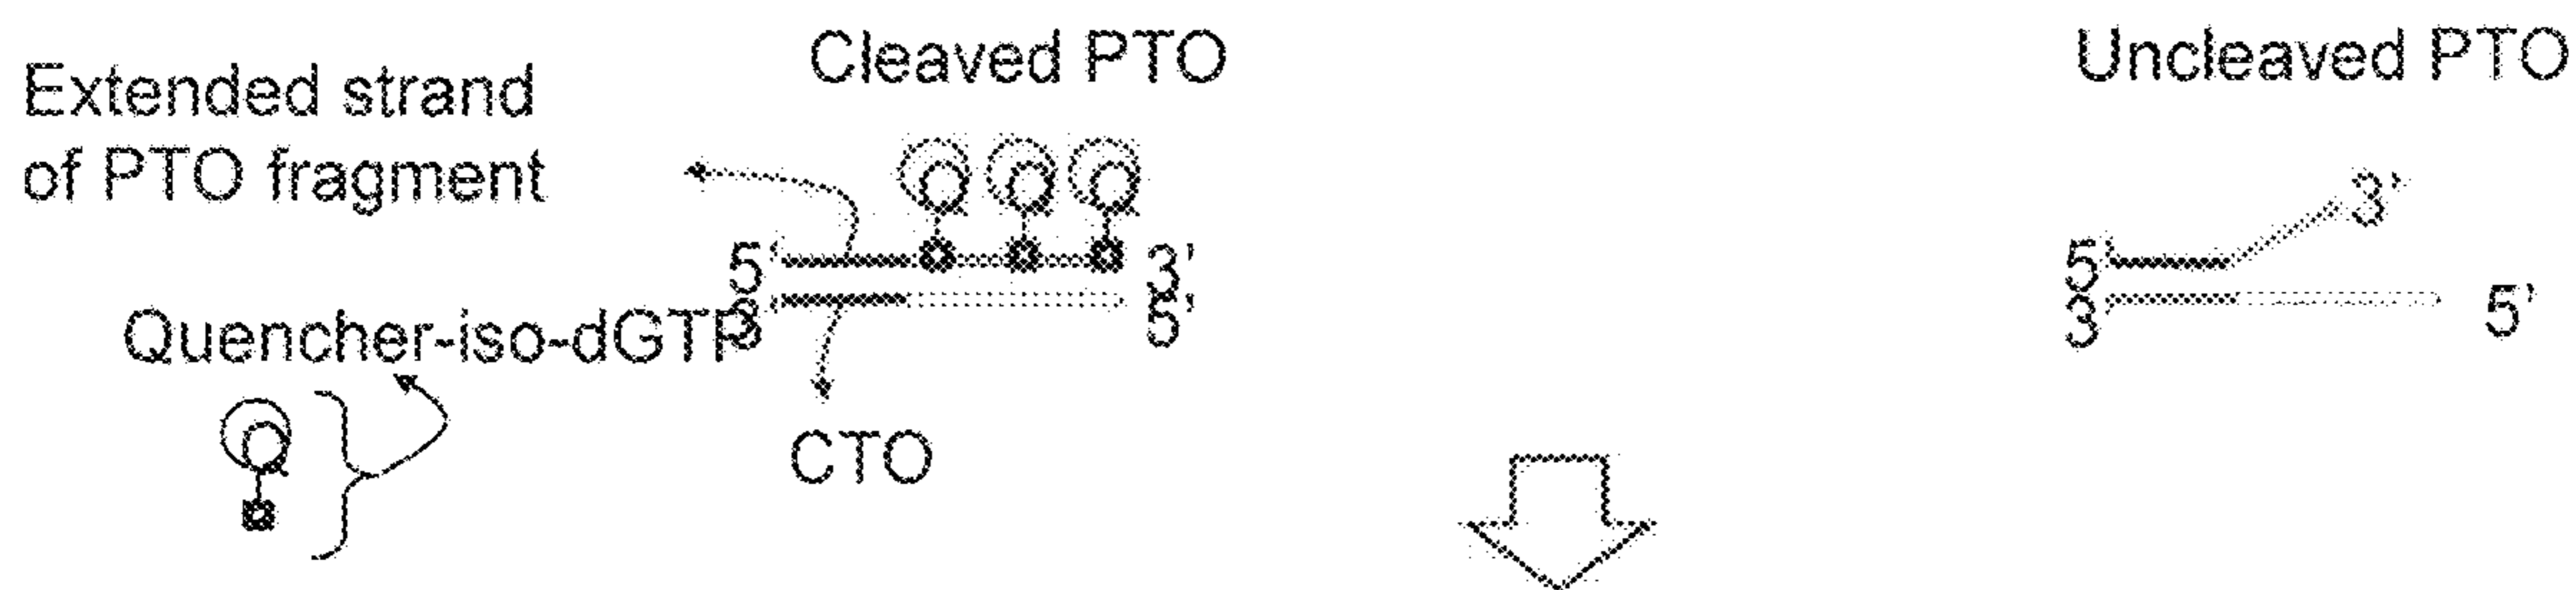 Cleaved PTO
Uncleaved PTO
Extended strand
of PTO fragment
Q Q Q
3'
5' 3'
5'
3' 5'
3' 5'
Quencher-iso-dGTP
Q
CTO